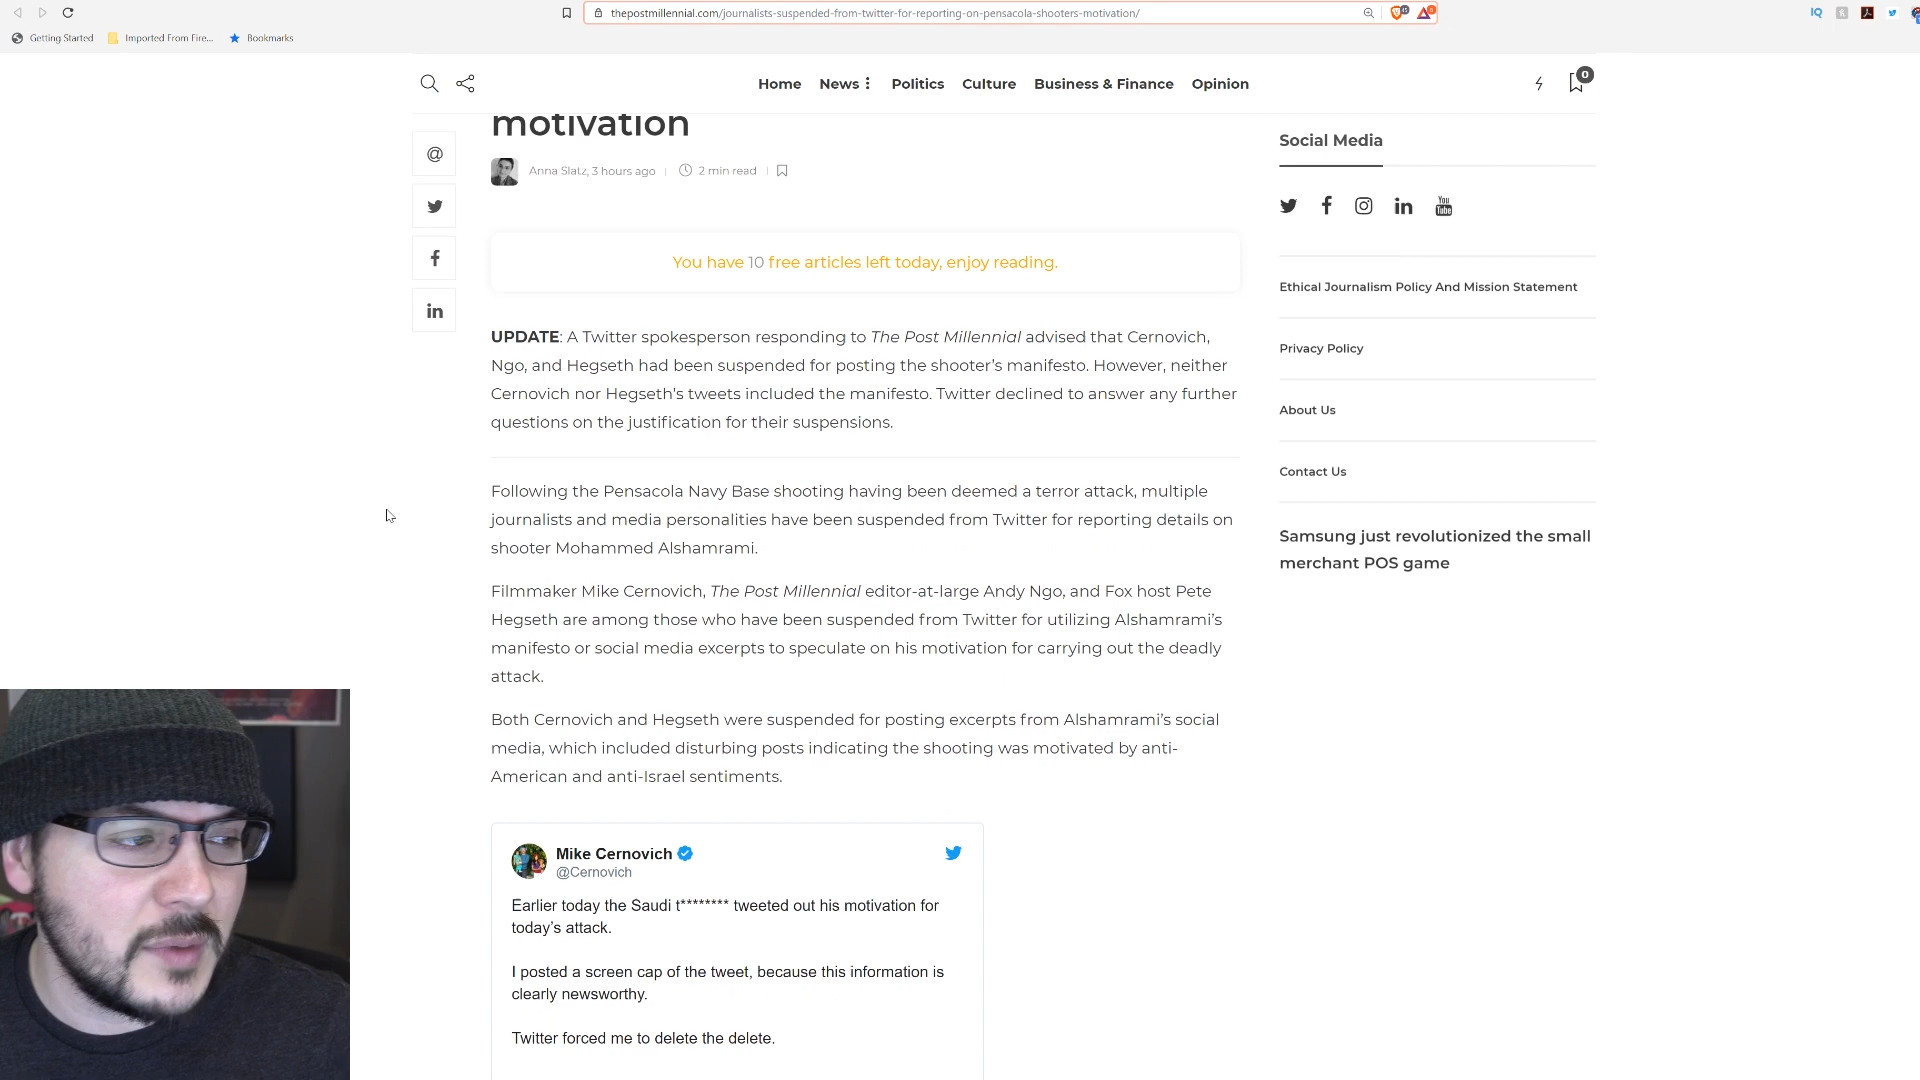 thepostmillennial.com/journalists-suspended-from-twitter-for-reporting-on-pensacola-shooters-motivation/
Getting Started
Imported From Fire...
Bookmarks
Home
News
Politics
Culture
Business & Finance
Opinion
0
motivation
Anna Slatz, 3 hours ago
2 min read
You have 10 free articles left today, enjoy reading.
UPDATE: A Twitter spokesperson responding to The Post Millennial advised that Cernovich,
Ngo, and Hegseth had been suspended for posting the shooter's manifesto. However, neither
Cernovich nor Hegseth's tweets included the manifesto. Twitter declined to answer any further
questions on the justification for their suspensions.
Following the Pensacola Navy Base shooting having been deemed a terror attack, multiple
journalists and media personalities have been suspended from Twitter for reporting details on
shooter Mohammed Alshamrami.
Filmmaker Mike Cernovich, The Post Millennial editor-at-large Andy Ngo, and Fox host Pete
Hegseth are among those who have been suspended from Twitter for utilizing Alshamrami's
manifesto or social media excerpts to speculate on his motivation for carrying out the deadly
attack.
Both Cernovich and Hegseth were suspended for posting excerpts from Alshamrami's social
media, which included disturbing posts indicating the shooting was motivated by anti-
American and anti-Israel sentiments.
Mike Cernovich
@Cernovich
Earlier today the Saudi t******** tweeted out his motivation for
today's attack.
I posted a screen cap of the tweet, because this information is
clearly newsworthy.
Twitter forced me to delete the delete.
Social Media
You
Tube
Ethical Journalism Policy And Mission Statement
Privacy Policy
About Us
Contact Us
Samsung just revolutionized the small
merchant POS game